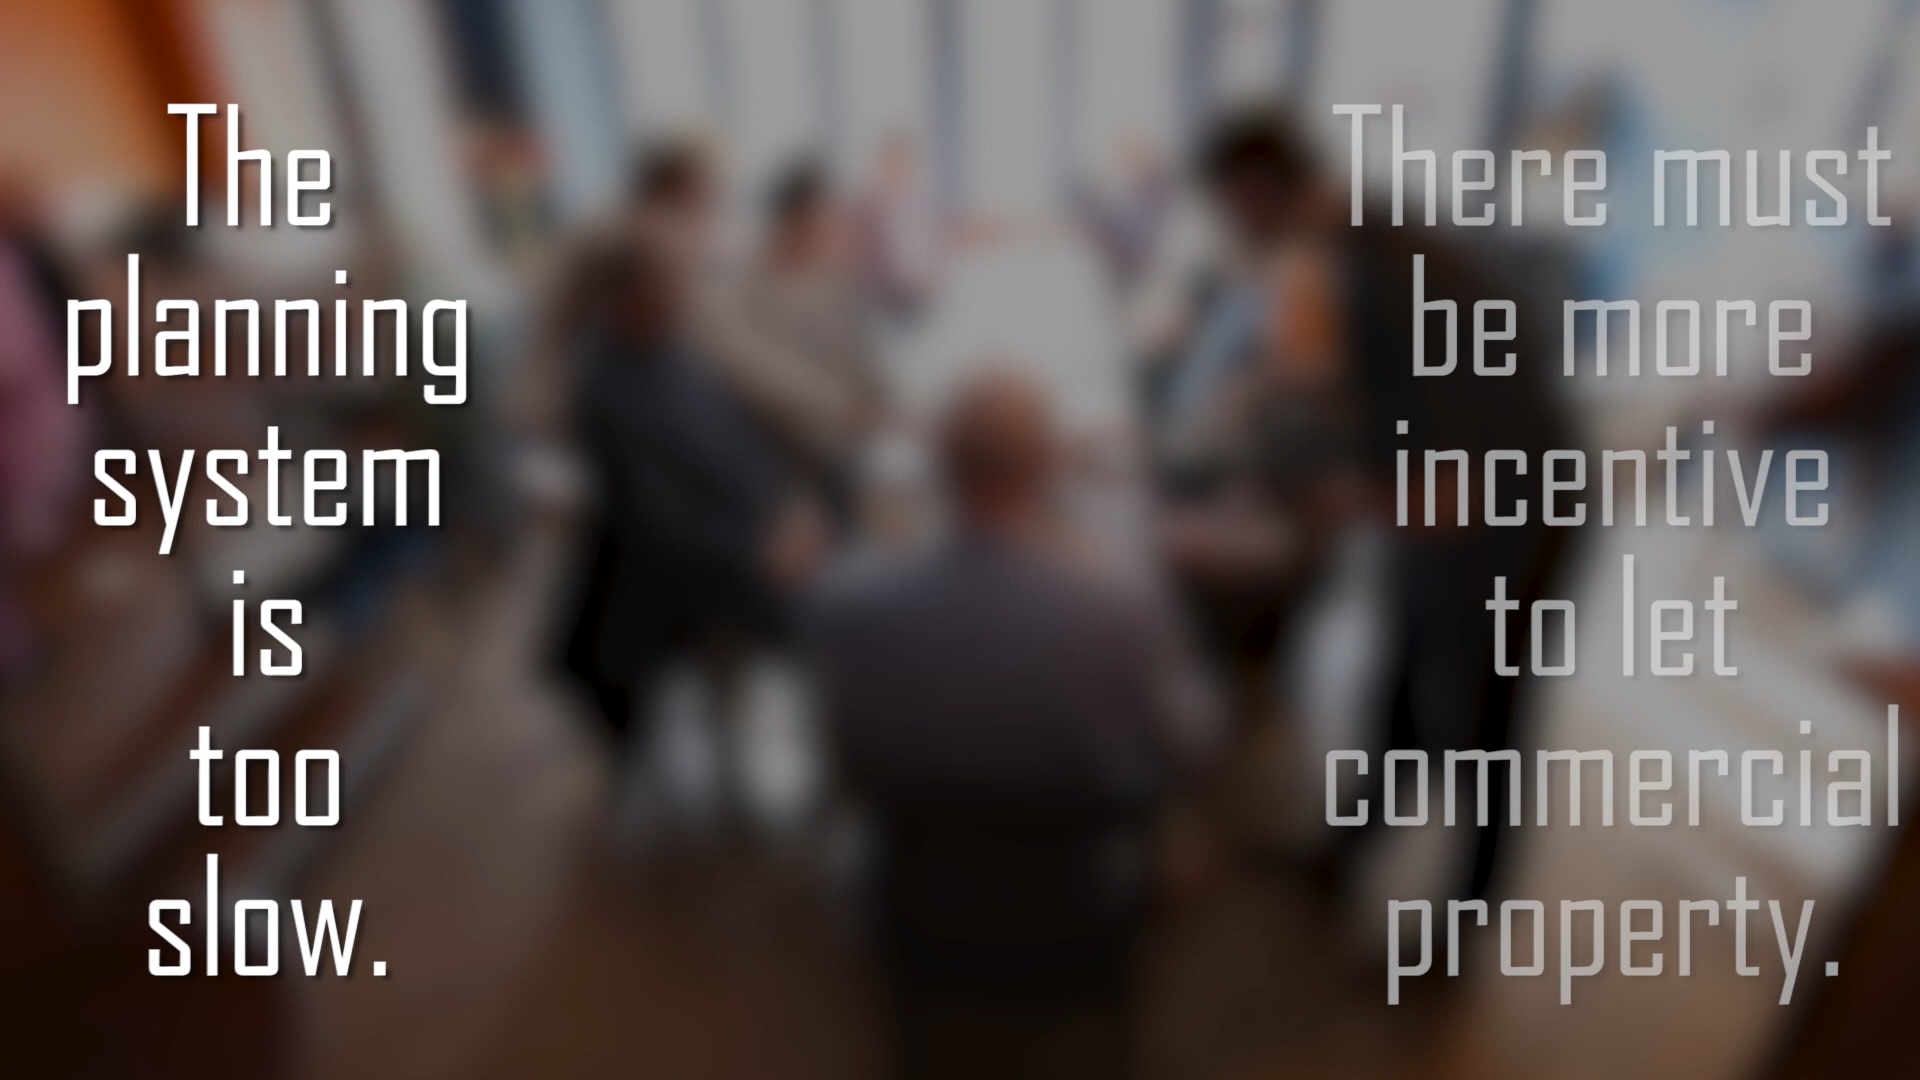 The
planning
system
is
too
slow.
There must
be more
incentive
to let
commercial
property.